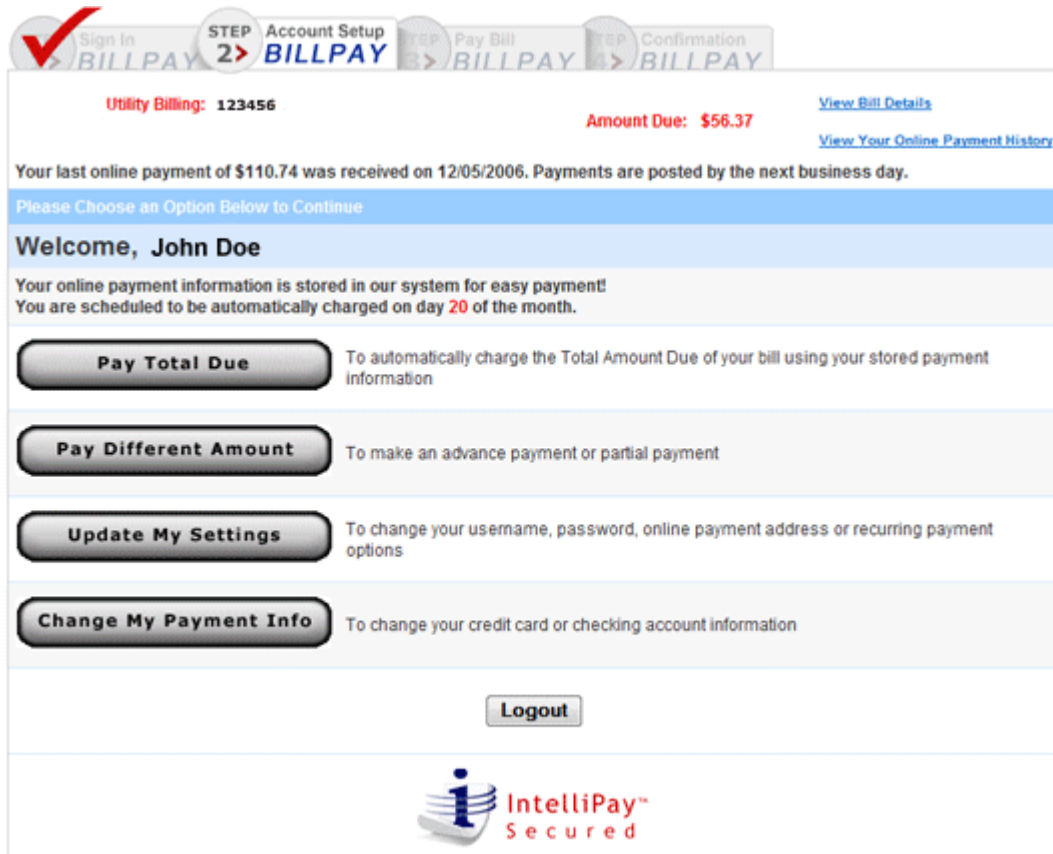 Sign In
BILLPAY
STEP 2> Account Setup
BILLPAY
STEP 3> Pay Bill
BILLPAY
STEP 4> Confirmation
BILLPAY
Utility Billing: 123456
Amount Due: $56.37
View Bill Details
View Your Online Payment History
Your last online payment of $110.74 was received on 12/05/2006. Payments are posted by the next business day.
Please Choose an Option Below to Continue
Welcome, John Doe
Your online payment information is stored in our system for easy payment!
You are scheduled to be automatically charged on day 20 of the month.
Pay Total Due
To automatically charge the Total Amount Due of your bill using your stored payment
information
Pay Different Amount
To make an advance payment or partial payment
Update My Settings
To change your username, password, online payment address or recurring payment
options
Change My Payment Info
To change your credit card or checking account information
Logout
i
IntelliPay™
Secured